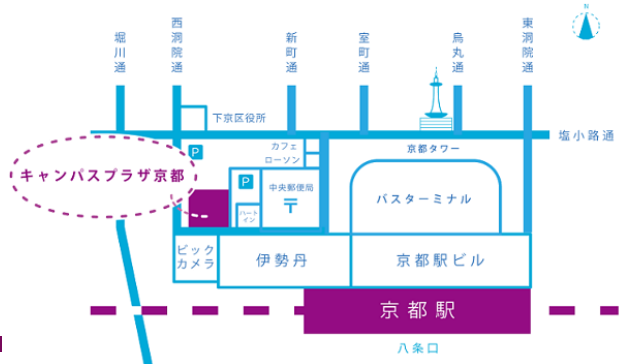 N
堀川通
西洞院通
新町通
室町通
烏丸通
東洞院通
下京区役所
塩小路通
P
カフェ
ローソン
京都タワー
キャンパスプラザ京都
P
中央郵便局
〒
ハートイン
バスターミナル
ビック
カメラ
伊勢丹
京都駅ビル
京都駅
八条口